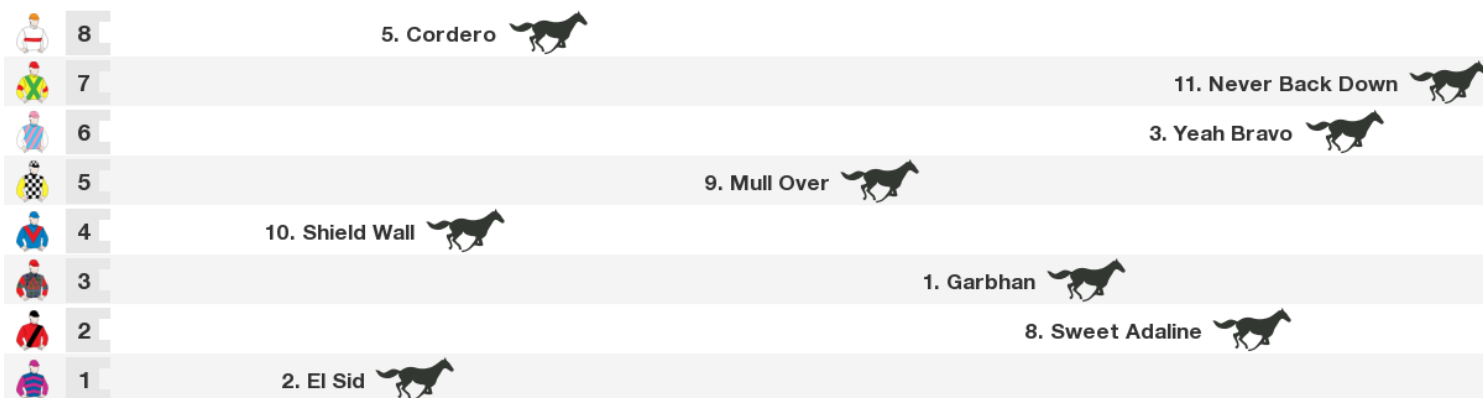 8 5. Cordero
7 11. Never Back Down
6 3. Yeah Bravo
5 9. Mull Over
4 10. Shield Wall
3 1. Garbhan
2 8. Sweet Adaline
1 2. El Sid